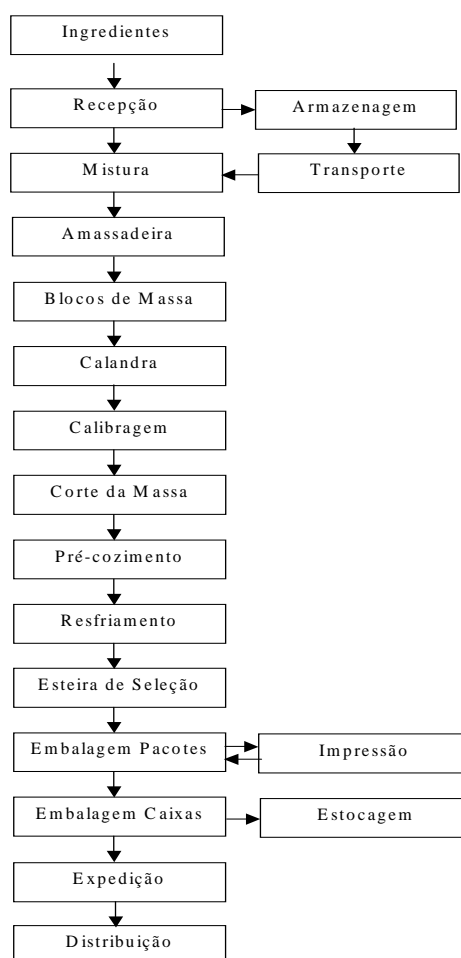 Ingredientes
Recepção
Armazenagem
Mistura
Transporte
Amassadeira
Blocos de Massa
Calandra
Calibragem
Corte da Massa
Pré-cozimento
Resfriamento
Esteira de Seleção
Embalagem Pacotes
Impressão
Embalagem Caixas
Estocagem
Expedição
Distribuição